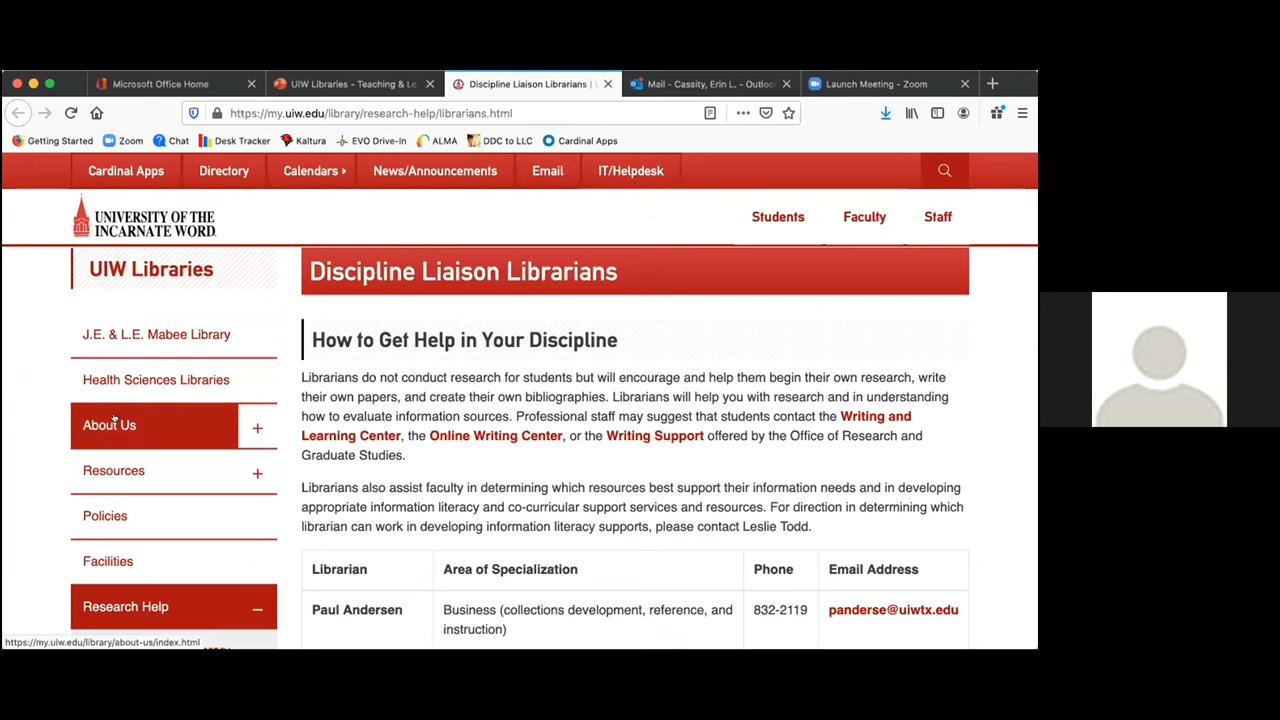 Microsoft Office Home
UIW Libraries - Teaching & Le
Discipline Liaison Librarians |
Mail - Cassity, Erin L. - Outloo
Launch Meeting - Zoom
https://my.uiw.edu/library/research-help/librarians.html
Getting Started
Zoom
Chat
Desk Tracker
Kaltura
EVO Drive-In
ALMA
DDC to LLC
Cardinal Apps
Cardinal Apps
Directory
Calendars
News/Announcements
Email
IT/Helpdesk
UNIVERSITY OF THE
INCARNATE WORD
Students
Faculty
Staff
UIW Libraries
J.E. & L.E. Mabee Library
Health Sciences Libraries
About Us +
Resources +
Policies
Facilities
Research Help −
https://my.uiw.edu/library/about-us/index.html
Discipline Liaison Librarians
How to Get Help in Your Discipline
Librarians do not conduct research for students but will encourage and help them begin their own research, write
their own papers, and create their own bibliographies. Librarians will help you with research and in understanding
how to evaluate information sources. Professional staff may suggest that students contact the Writing and
Learning Center, the Online Writing Center, or the Writing Support offered by the Office of Research and
Graduate Studies.
Librarians also assist faculty in determining which resources best support their information needs and in developing
appropriate information literacy and co-curricular support services and resources. For direction in determining which
librarian can work in developing information literacy supports, please contact Leslie Todd.
Librarian Area of Specialization Phone Email Address
Paul Andersen Business (collections development, reference, and 832-2119 panderse@uiwtx.edu
instruction)